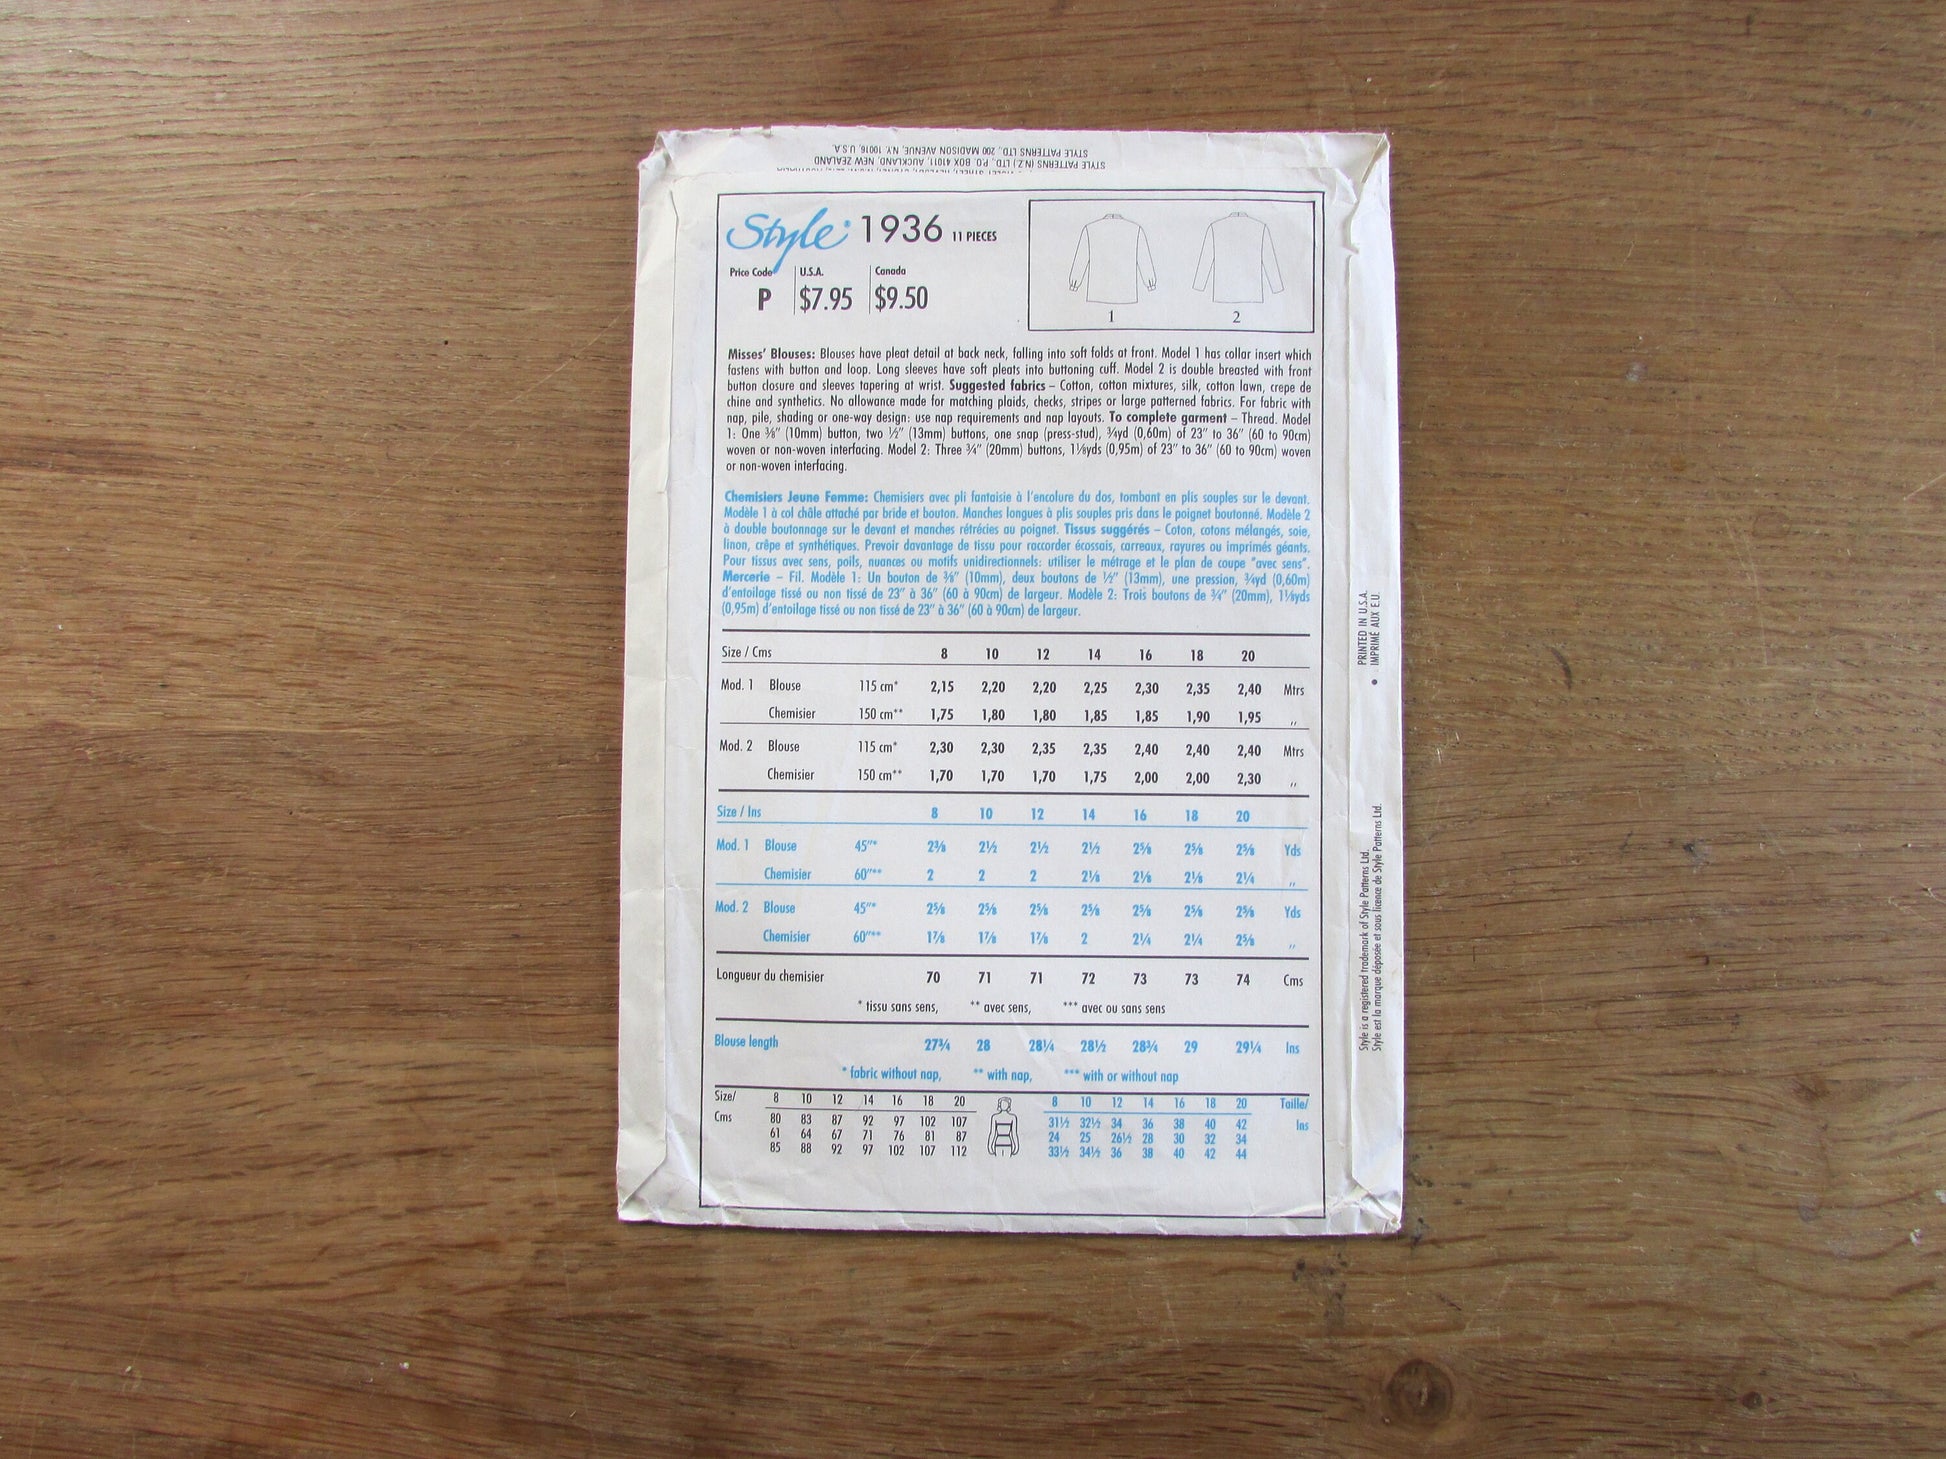 STYLE PATTERNS, LTD., 200 MADISON AVENUE, N.Y. 10016, U.S.A.
STYLE PATTERNS (N.Z.) LTD., P.O. BOX 41011, AUCKLAND, NEW ZEALAND
Style 1936 11 PIECES
Price Code U.S.A. Canada
P $7.95 $9.50
1 2
Misses' Blouses: Blouses have pleat detail at back neck, falling into soft folds at front. Model 1 has collar insert which
fastens with button and loop. Long sleeves have soft pleats into buttoning cuff. Model 2 is double breasted with front
button closure and sleeves tapering at wrist. Suggested fabrics – Cotton, cotton mixtures, silk, cotton lawn, crepe de
chine and synthetics. No allowance made for matching plaids, checks, stripes or large patterned fabrics. For fabric with
nap, pile, shading or one-way design: use nap requirements and nap layouts. To complete garment – Thread. Model
1: One ⅜" (10mm) button, two ½" (13mm) buttons, one snap (press-stud), ¾yd (0,60m) of 23" to 36" (60 to 90cm)
woven or non-woven interfacing. Model 2: Three ¾" (20mm) buttons, 1⅛yds (0,95m) of 23" to 36" (60 to 90cm) woven
or non-woven interfacing.
Chemisiers Jeune Femme: Chemisiers avec pli fantaisie à l'encolure du dos, tombant en plis souples sur le devant.
Modèle 1 à col châle attaché par bride et bouton. Manches longues à plis souples pris dans le poignet boutonné. Modèle 2
à double boutonnage sur le devant et manches rétrécies au poignet. Tissus suggérés – Coton, cotons mélangés, soie,
linon, crêpe et synthétiques. Prevoir davantage de tissu pour raccorder écossais, carreaux, rayures ou imprimés géants.
Pour tissus avec sens, poils, nuances ou motifs unidirectionnels: utiliser le métrage et le plan de coupe "avec sens".
Mercerie – Fil. Modèle 1: Un bouton de ⅜" (10mm), deux boutons de ½" (13mm), une pression, ¾yd (0,60m)
d'entoilage tissé ou non tissé de 23" à 36" (60 à 90cm) de largeur. Modèle 2: Trois boutons de ¾" (20mm), 1⅛yds
(0,95m) d'entoilage tissé ou non tissé de 23" à 36" (60 à 90cm) de largeur.
Size / Cms 8 10 12 14 16 18 20
Mod. 1 Blouse 115 cm* 2,15 2,20 2,20 2,25 2,30 2,35 2,40 Mtrs
Chemisier 150 cm** 1,75 1,80 1,80 1,85 1,85 1,90 1,95 ,,
Mod. 2 Blouse 115 cm* 2,30 2,30 2,35 2,35 2,40 2,40 2,40 Mtrs
Chemisier 150 cm** 1,70 1,70 1,70 1,75 2,00 2,00 2,30 ,,
Size / Ins 8 10 12 14 16 18 20
Mod. 1 Blouse 45"* 2⅜ 2½ 2½ 2½ 2⅝ 2⅝ 2⅝ Yds
Chemisier 60"** 2 2 2 2⅛ 2⅛ 2⅛ 2¼ ,,
Mod. 2 Blouse 45"* 2⅝ 2⅝ 2⅝ 2⅝ 2⅝ 2⅝ 2⅝ Yds
Chemisier 60"** 1⅞ 1⅞ 1⅞ 2 2¼ 2¼ 2⅝ ,,
Longueur du chemisier 70 71 71 72 73 73 74 Cms
* tissu sans sens, ** avec sens, *** avec ou sans sens
Blouse length 27¾ 28 28¼ 28½ 28¾ 29 29¼ Ins
* fabric without nap, ** with nap, *** with or without nap
Size/ 8 10 12 14 16 18 20 8 10 12 14 16 18 20 Taille/
Cms 80 83 87 92 97 102 107 31½ 32½ 34 36 38 40 42 Ins
61 64 67 71 76 81 87 24 25 26½ 28 30 32 34
85 88 92 97 102 107 112 33½ 34½ 36 38 40 42 44
PRINTED IN U.S.A.
• IMPRIMÉ AUX E.U.
Style is a registered trademark of Style Patterns Ltd.
Style est la marque déposée et sous licence de Style Patterns Ltd.